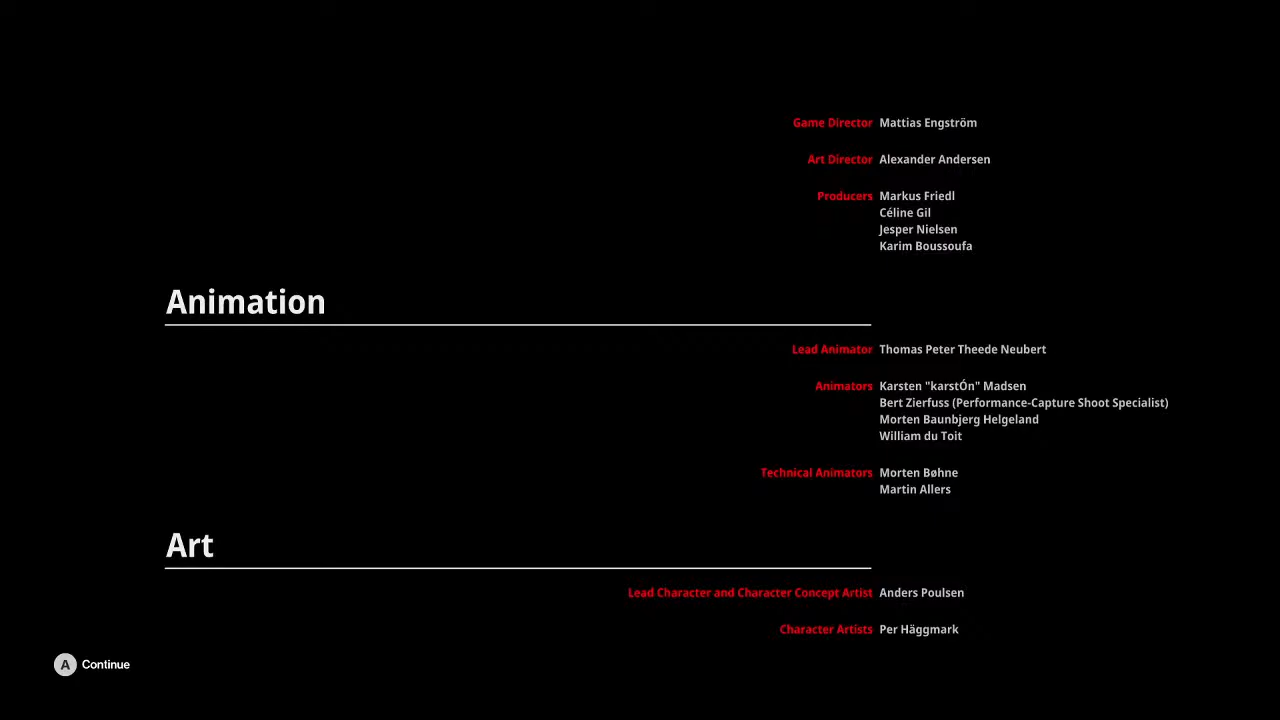 Game Director Mattias Engström
Art Director Alexander Andersen
Producers Markus Friedl
Céline Gil
Jesper Nielsen
Karim Boussoufa
Animation
Lead Animator Thomas Peter Theede Neubert
Animators Karsten "karstÓn" Madsen
Bert Zierfuss (Performance-Capture Shoot Specialist)
Morten Baunbjerg Helgeland
William du Toit
Technical Animators Morten Bøhne
Martin Allers
Art
Lead Character and Character Concept Artist Anders Poulsen
Character Artists Per Häggmark
A Continue